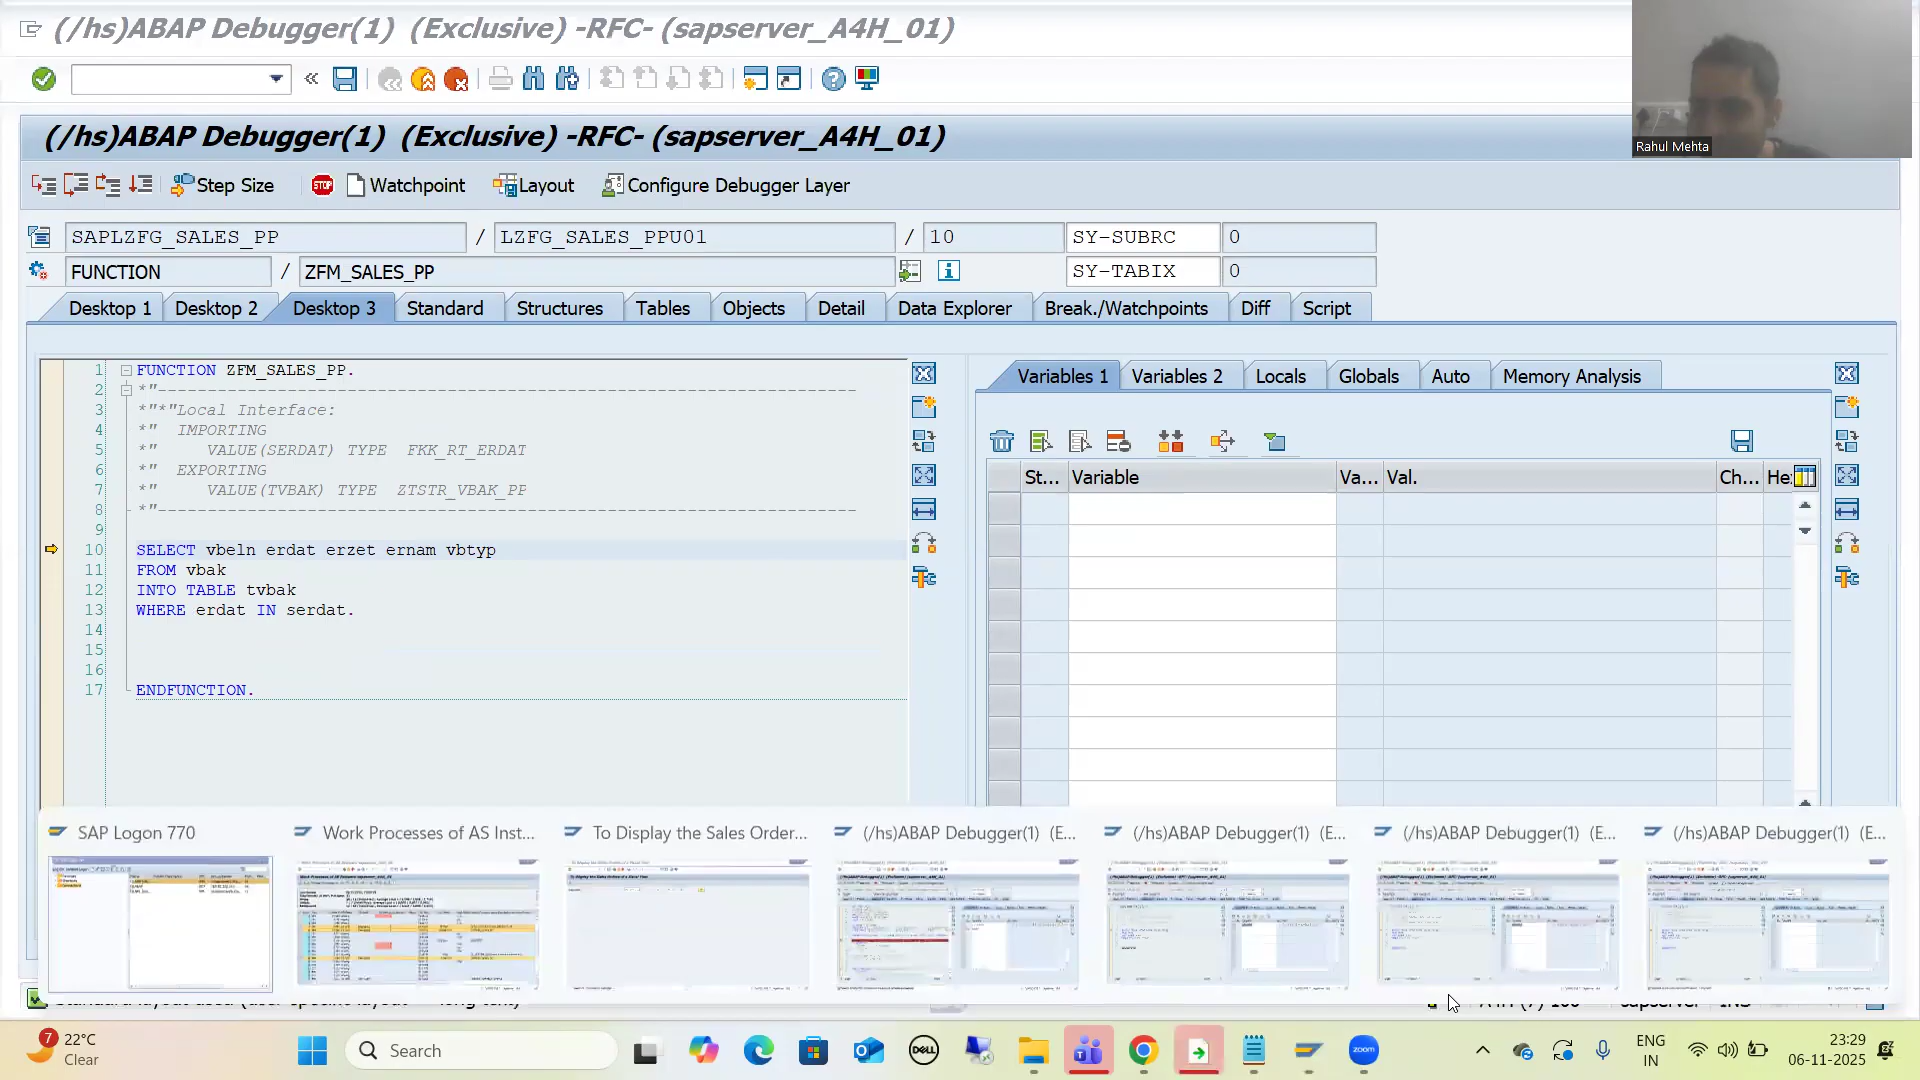 (/hs)ABAP Debugger(1)  (Exclusive) -RFC- (sapserver_A4H_01)
Rahul Mehta
(/hs)ABAP Debugger(1)  (Exclusive) -RFC- (sapserver_A4H_01)
Step Size STOP Watchpoint Layout Configure Debugger Layer
SAPLZFG_SALES_PP / LZFG_SALES_PPU01 / 10 SY-SUBRC 0
FUNCTION / ZFM_SALES_PP SY-TABIX 0
Desktop 1 Desktop 2 Desktop 3 Standard Structures Tables Objects Detail Data Explorer Break./Watchpoints Diff Script
Variables 1 Variables 2 Locals Globals Auto Memory Analysis
St... Variable Va... Val. Ch... He
1 FUNCTION ZFM_SALES_PP.
2 *"----------------------------------------------------------------------
3 *"*"Local Interface:
4 *"  IMPORTING
5 *"     VALUE(SERDAT) TYPE  FKK_RT_ERDAT
6 *"  EXPORTING
7 *"     VALUE(TVBAK) TYPE  ZTSTR_VBAK_PP
8 *"----------------------------------------------------------------------
9
10 SELECT vbeln erdat erzet ernam vbtyp
11 FROM vbak
12 INTO TABLE tvbak
13 WHERE erdat IN serdat.
14
15
16
17 ENDFUNCTION.
SAP Logon 770
Work Processes of AS Inst...
To Display the Sales Order...
(/hs)ABAP Debugger(1)  (E...
(/hs)ABAP Debugger(1)  (E...
(/hs)ABAP Debugger(1)  (E...
(/hs)ABAP Debugger(1)  (E...
7
22°C
Clear
Search
DELL
zoom
ENG
IN
23:29
06-11-2025